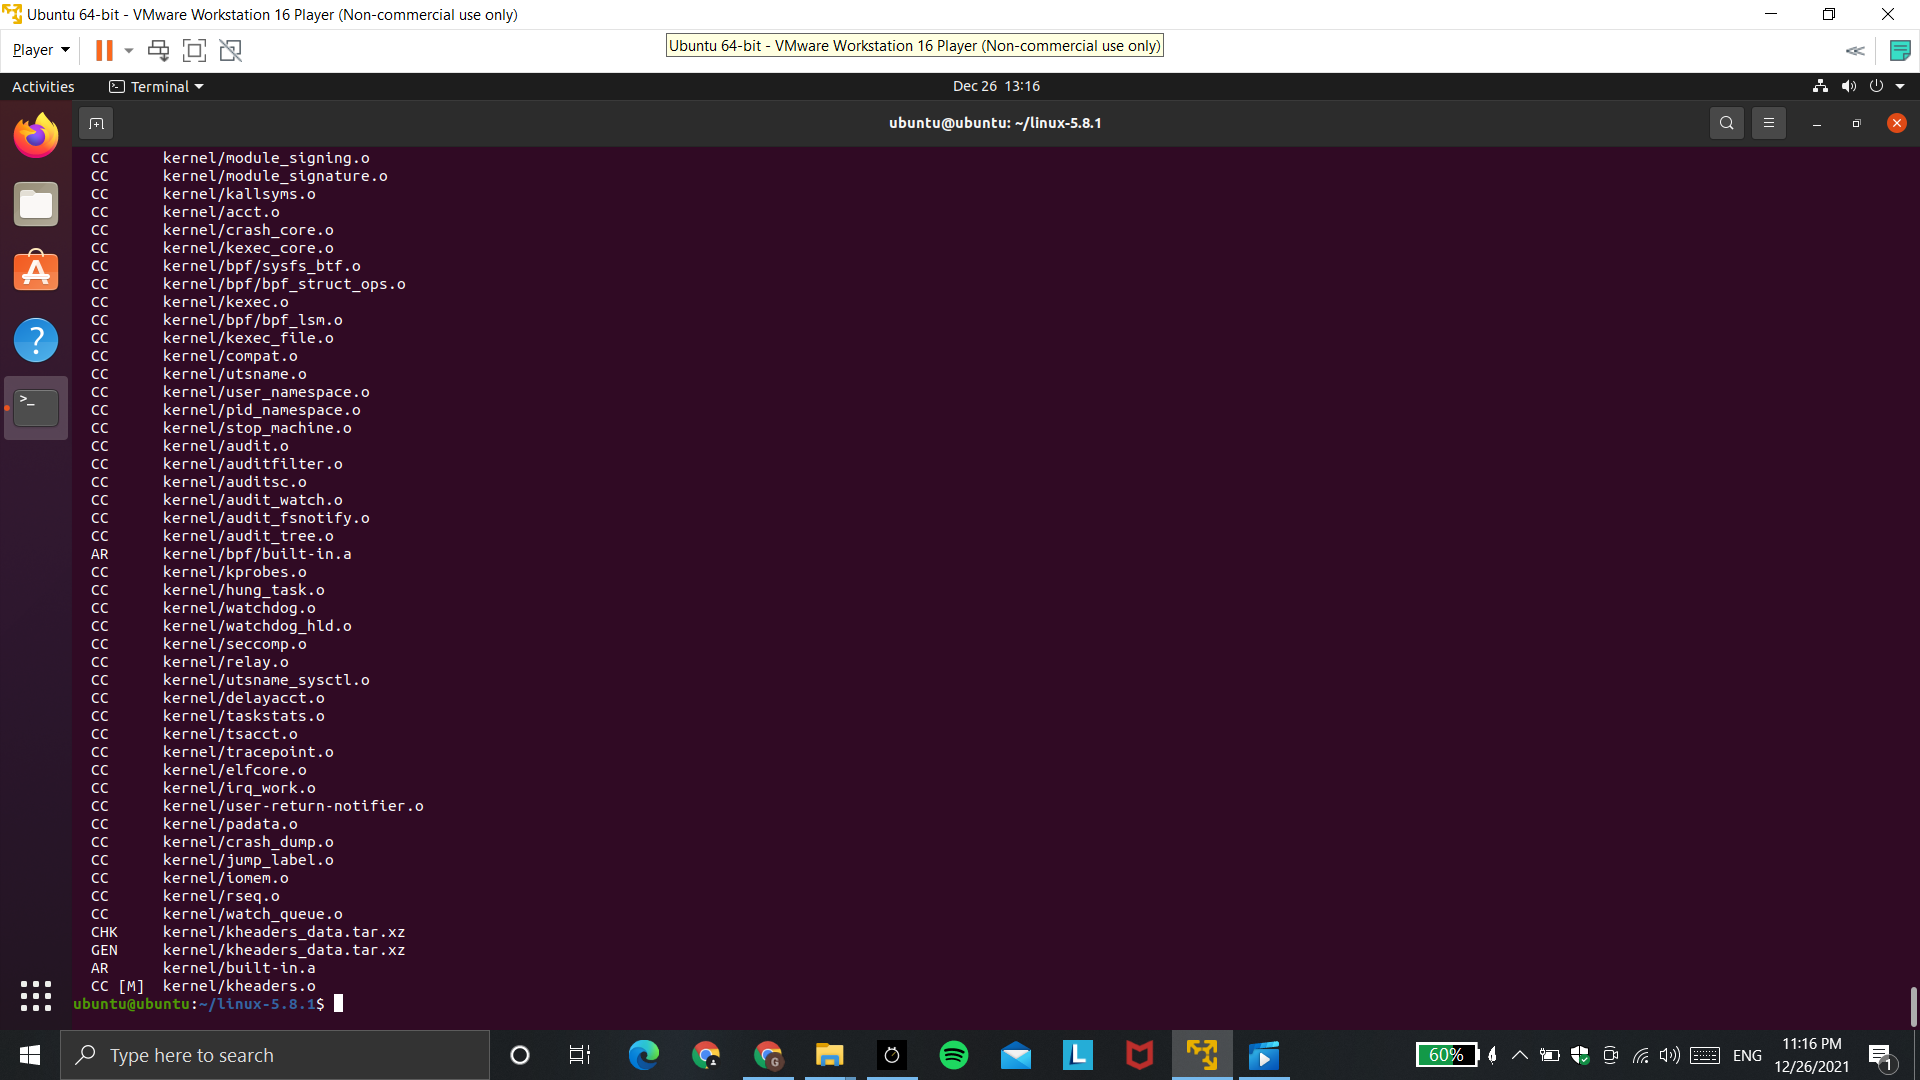 Ubuntu 64-bit - VMware Workstation 16 Player (Non-commercial use only)
Player
Ubuntu 64-bit - VMware Workstation 16 Player (Non-commercial use only)
Activities Terminal Dec 26 13:16
ubuntu@ubuntu: ~/linux-5.8.1
CC kernel/module_signing.o
CC kernel/module_signature.o
CC kernel/kallsyms.o
CC kernel/acct.o
CC kernel/crash_core.o
CC kernel/kexec_core.o
CC kernel/bpf/sysfs_btf.o
CC kernel/bpf/bpf_struct_ops.o
CC kernel/kexec.o
CC kernel/bpf/bpf_lsm.o
CC kernel/kexec_file.o
CC kernel/compat.o
CC kernel/utsname.o
CC kernel/user_namespace.o
CC kernel/pid_namespace.o
CC kernel/stop_machine.o
CC kernel/audit.o
CC kernel/auditfilter.o
CC kernel/auditsc.o
CC kernel/audit_watch.o
CC kernel/audit_fsnotify.o
CC kernel/audit_tree.o
AR kernel/bpf/built-in.a
CC kernel/kprobes.o
CC kernel/hung_task.o
CC kernel/watchdog.o
CC kernel/watchdog_hld.o
CC kernel/seccomp.o
CC kernel/relay.o
CC kernel/utsname_sysctl.o
CC kernel/delayacct.o
CC kernel/taskstats.o
CC kernel/tsacct.o
CC kernel/tracepoint.o
CC kernel/elfcore.o
CC kernel/irq_work.o
CC kernel/user-return-notifier.o
CC kernel/padata.o
CC kernel/crash_dump.o
CC kernel/jump_label.o
CC kernel/iomem.o
CC kernel/rseq.o
CC kernel/watch_queue.o
CHK kernel/kheaders_data.tar.xz
GEN kernel/kheaders_data.tar.xz
AR kernel/built-in.a
CC [M] kernel/kheaders.o
ubuntu@ubuntu:~/linux-5.8.1$
Type here to search
60%
ENG
11:16 PM
12/26/2021
1